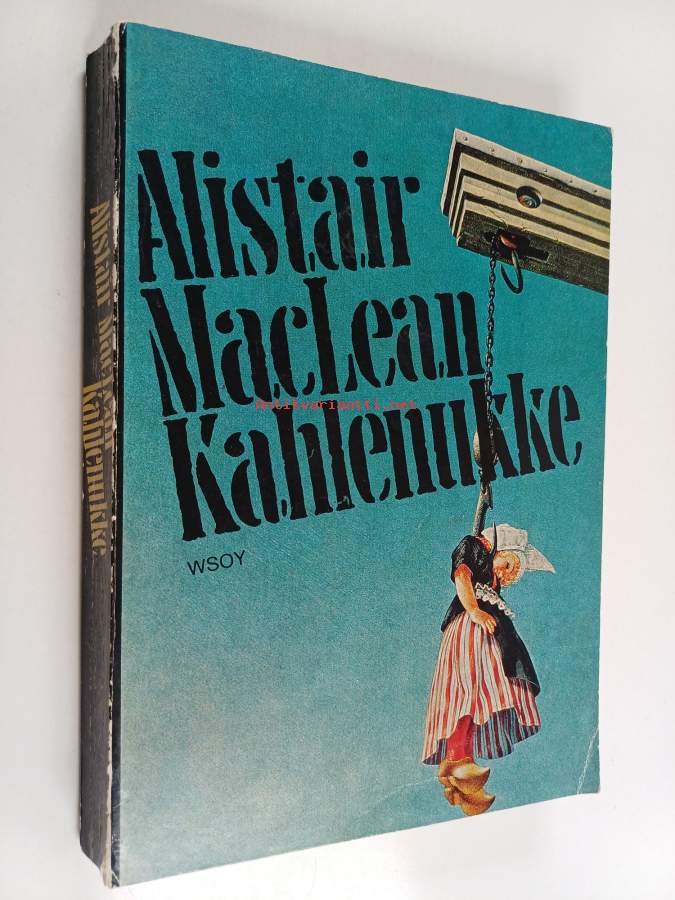 Alistair
MacLean
Kahlenukke
WSOY
Alistair MacLean
Kahlenukke
Antikvariaatti.net